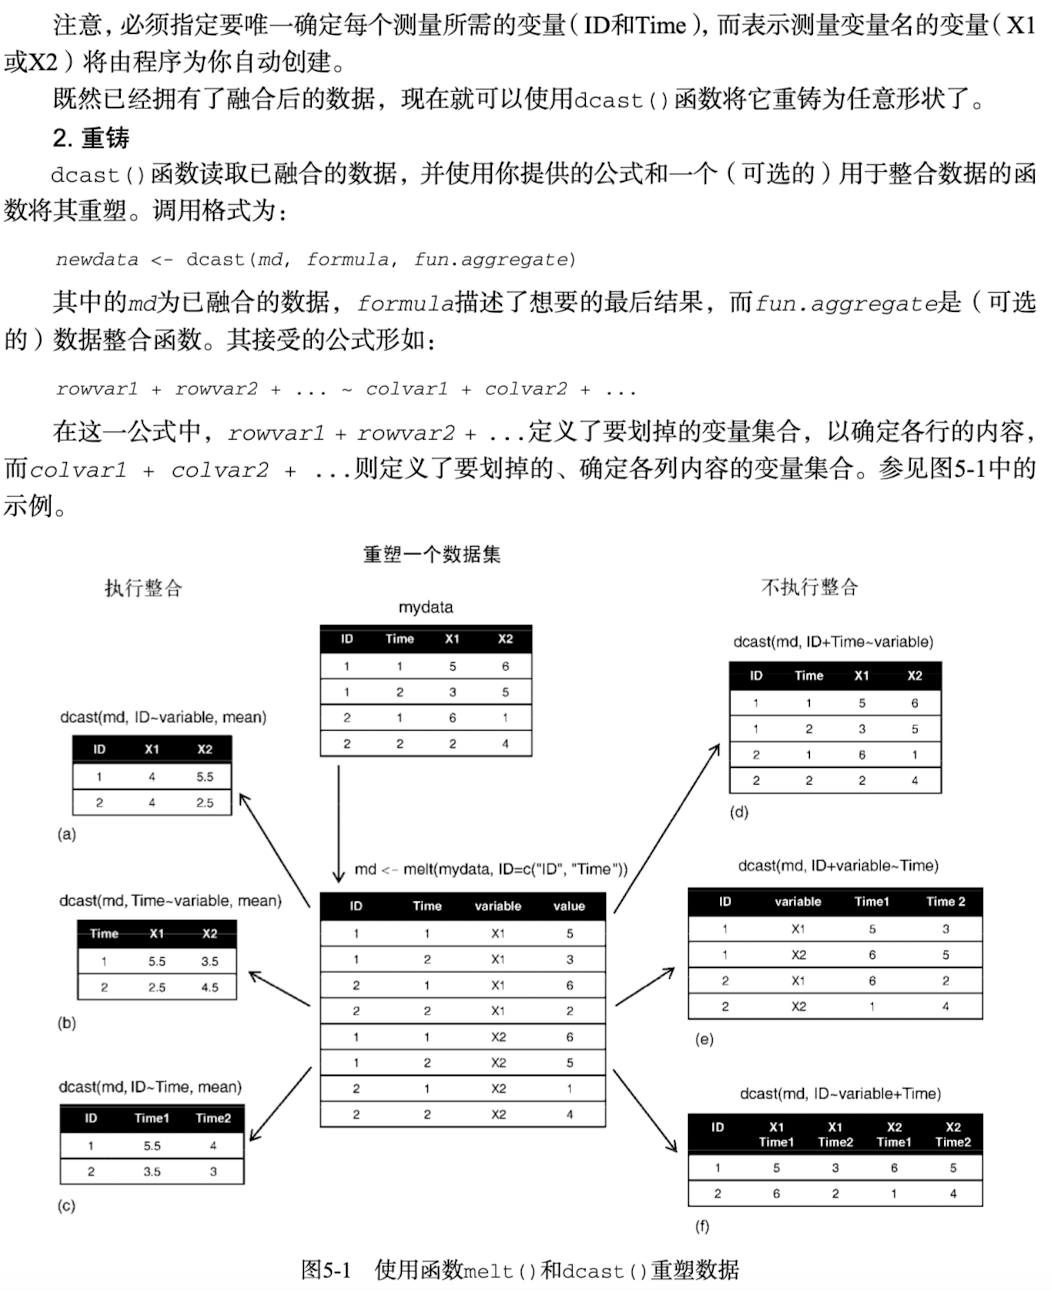 注意，必须指定要唯一确定每个测量所需的变量（ID和Time），而表示测量变量名的变量（X1
或X2）将由程序为你自动创建。
既然已经拥有了融合后的数据，现在就可以使用dcast()函数将它重铸为任意形状了。
2. 重铸
dcast()函数读取已融合的数据，并使用你提供的公式和一个（可选的）用于整合数据的函
数将其重塑。调用格式为：
newdata <- dcast(md, formula, fun.aggregate)
其中的md为已融合的数据，formula描述了想要的最后结果，而fun.aggregate是（可选
的）数据整合函数。其接受的公式形如：
rowvar1 + rowvar2 + ... ~ colvar1 + colvar2 + ...
在这一公式中，rowvar1 + rowvar2 + ...定义了要划掉的变量集合，以确定各行的内容，
而colvar1 + colvar2 + ...则定义了要划掉的、确定各列内容的变量集合。参见图5-1中的
示例。
重塑一个数据集
执行整合
不执行整合
mydata
ID Time X1 X2
1 1 5 6
1 2 3 5
2 1 6 1
2 2 2 4
dcast(md, ID~variable, mean)
ID X1 X2
1 4 5.5
2 4 2.5
(a)
dcast(md, ID+Time~variable)
ID Time X1 X2
1 1 5 6
1 2 3 5
2 1 6 1
2 2 2 4
(d)
md <- melt(mydata, ID=c("ID", "Time"))
ID Time variable value
1 1 X1 5
1 2 X1 3
2 1 X1 6
2 2 X1 2
1 1 X2 6
1 2 X2 5
2 1 X2 1
2 2 X2 4
dcast(md, Time~variable, mean)
Time X1 X2
1 5.5 3.5
2 2.5 4.5
(b)
dcast(md, ID+variable~Time)
ID variable Time1 Time 2
1 X1 5 3
1 X2 6 5
2 X1 6 2
2 X2 1 4
(e)
dcast(md, ID~Time, mean)
ID Time1 Time2
1 5.5 4
2 3.5 3
(c)
dcast(md, ID~variable+Time)
ID X1 X1 X2 X2
Time1 Time2 Time1 Time2
1 5 3 6 5
2 6 2 1 4
(f)
图5-1 使用函数melt()和dcast()重塑数据